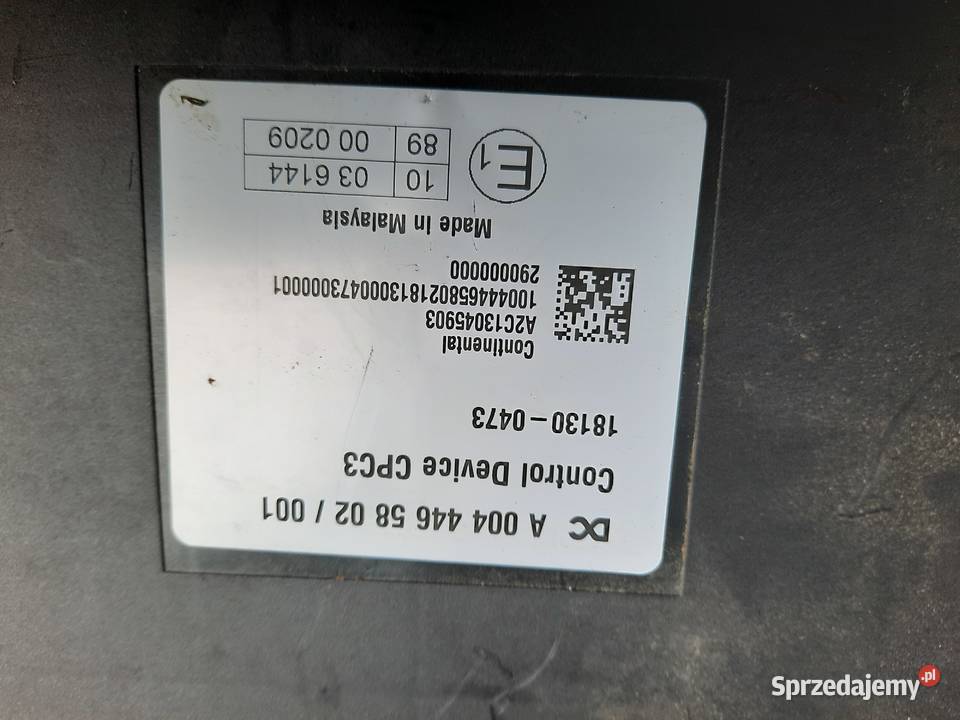 DC A 004 446 58 02 / 001
Control Device CPC3
18130 – 0473
Continental
A2C13045903
10044465802181300047300001
290000000
Made in Malaysia
E1
10 03 6144
89 00 0209
Sprzedajemy.pl